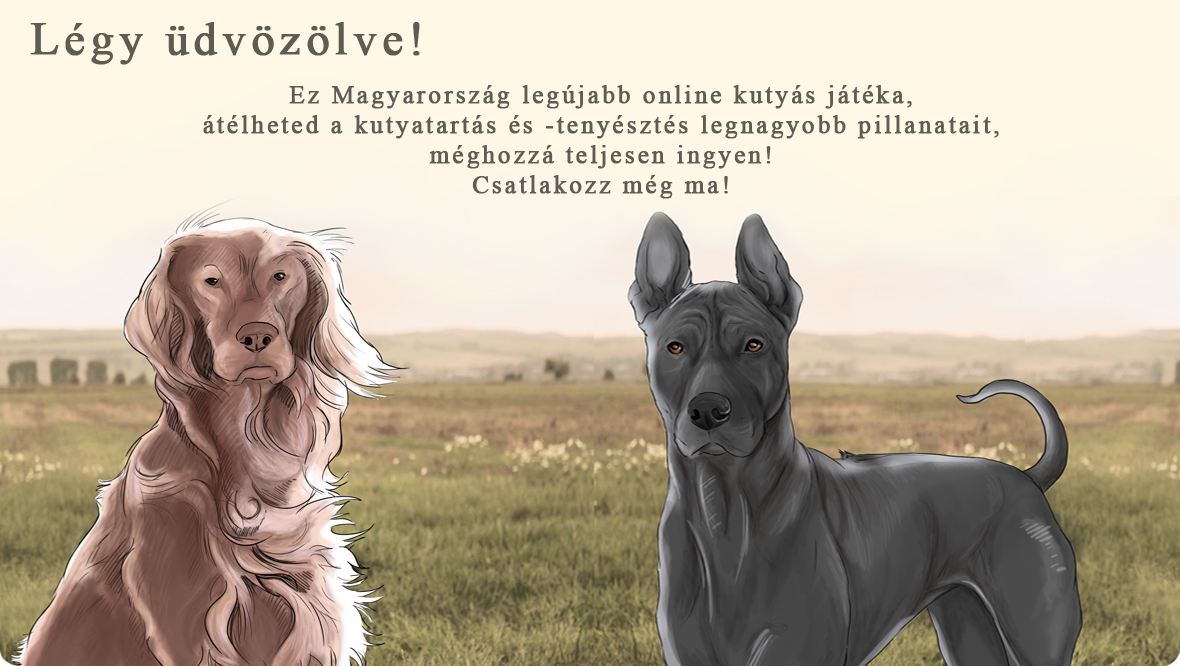 Légy üdvözölve!
Ez Magyarország legújabb online kutyás játéka,
átélheted a kutyatartás és -tenyésztés legnagyobb pillanatait,
méghozzá teljesen ingyen!
Csatlakozz még ma!